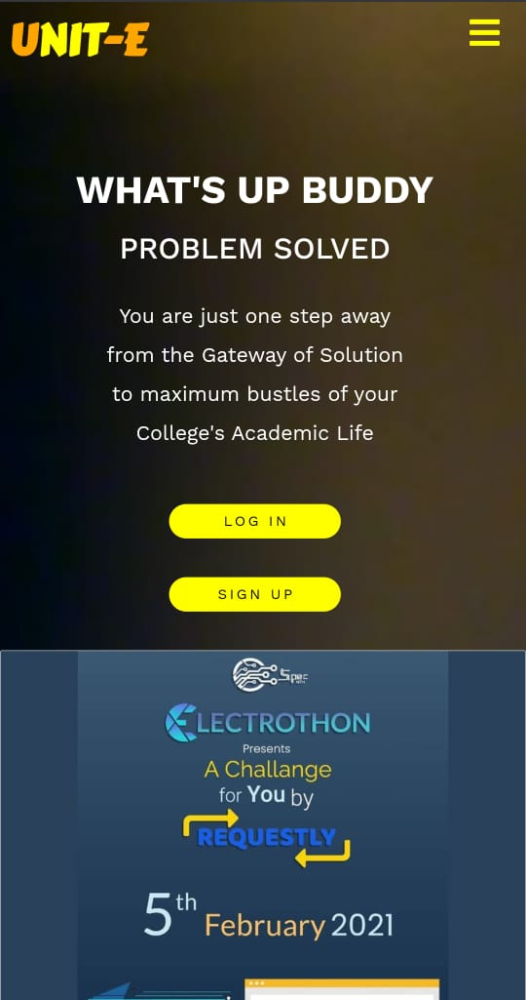 UNIT-E
WHAT'S UP BUDDY
PROBLEM SOLVED
You are just one step away
from the Gateway of Solution
to maximum bustles of your
College's Academic Life
LOG IN
SIGN UP
Spec
ELECTROTHON
Presents
A Challange
for You by
REQUESTLY
5th
February 2021